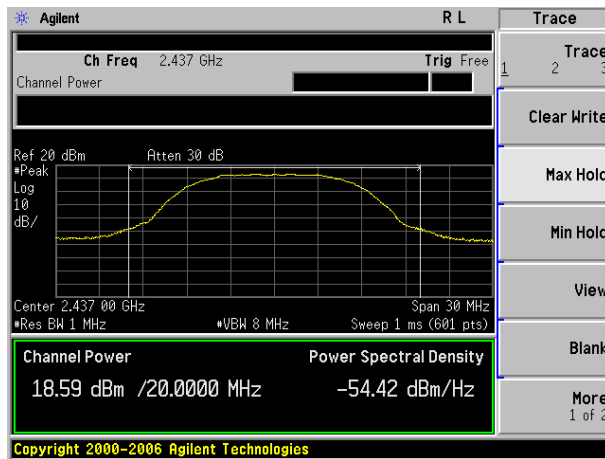 Agilent R L Trace
Ch Freq 2.437 GHz Trig Free
Channel Power
Trace
1 2 3
Clear Write
Max Hold
Min Hold
View
Blank
More
1 of 2
Ref 20 dBm Atten 30 dB
#Peak
Log
10
dB/
Center 2.437 00 GHz Span 30 MHz
#Res BW 1 MHz #VBW 8 MHz Sweep 1 ms (601 pts)
Channel Power Power Spectral Density
18.59 dBm /20.0000 MHz -54.42 dBm/Hz
Copyright 2000-2006 Agilent Technologies